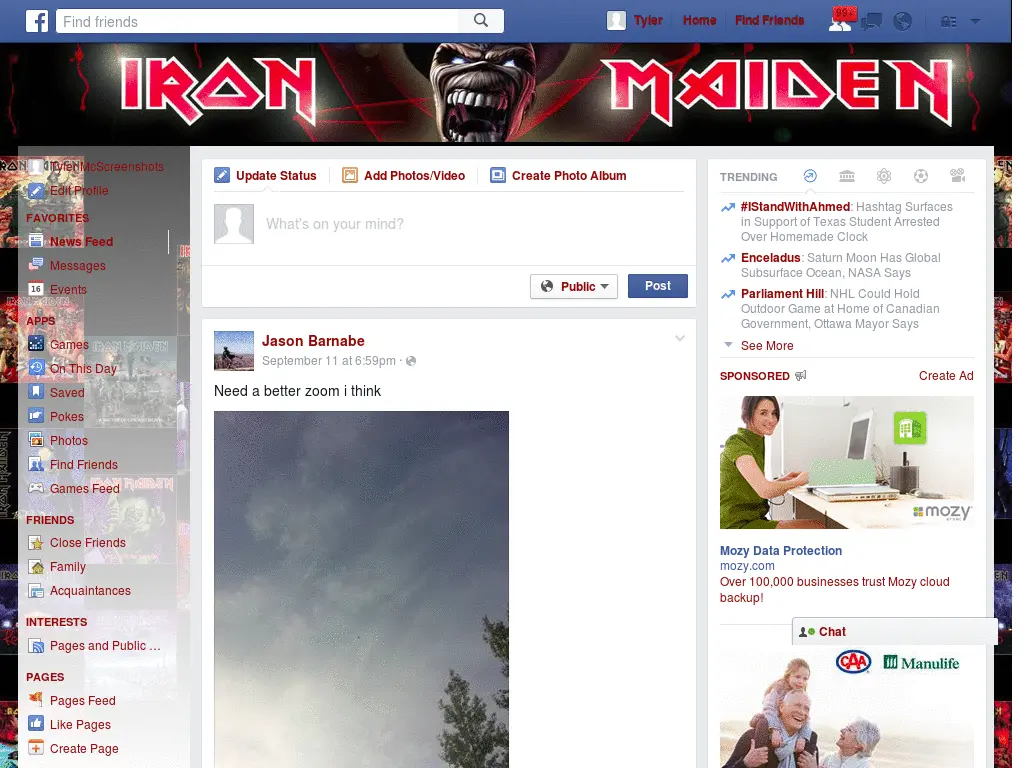 Find friends
Tyler
Home
Find Friends
99+
IRON MAIDEN
TylerMcScreenshots
Edit Profile
FAVORITES
News Feed
Messages
16
Events
APPS
Games
On This Day
Saved
Pokes
Photos
Find Friends
Games Feed
FRIENDS
Close Friends
Family
Acquaintances
INTERESTS
Pages and Public ...
PAGES
Pages Feed
Like Pages
Create Page
Update Status
Add Photos/Video
Create Photo Album
What's on your mind?
Public
Post
Jason Barnabe
September 11 at 6:59pm ·
Need a better zoom i think
TRENDING
#IStandWithAhmed: Hashtag Surfaces
in Support of Texas Student Arrested
Over Homemade Clock
Enceladus: Saturn Moon Has Global
Subsurface Ocean, NASA Says
Parliament Hill: NHL Could Hold
Outdoor Game at Home of Canadian
Government, Ottawa Mayor Says
See More
SPONSORED
Create Ad
mozy
Mozy Data Protection
mozy.com
Over 100,000 businesses trust Mozy cloud
backup!
Chat
CAA
Manulife